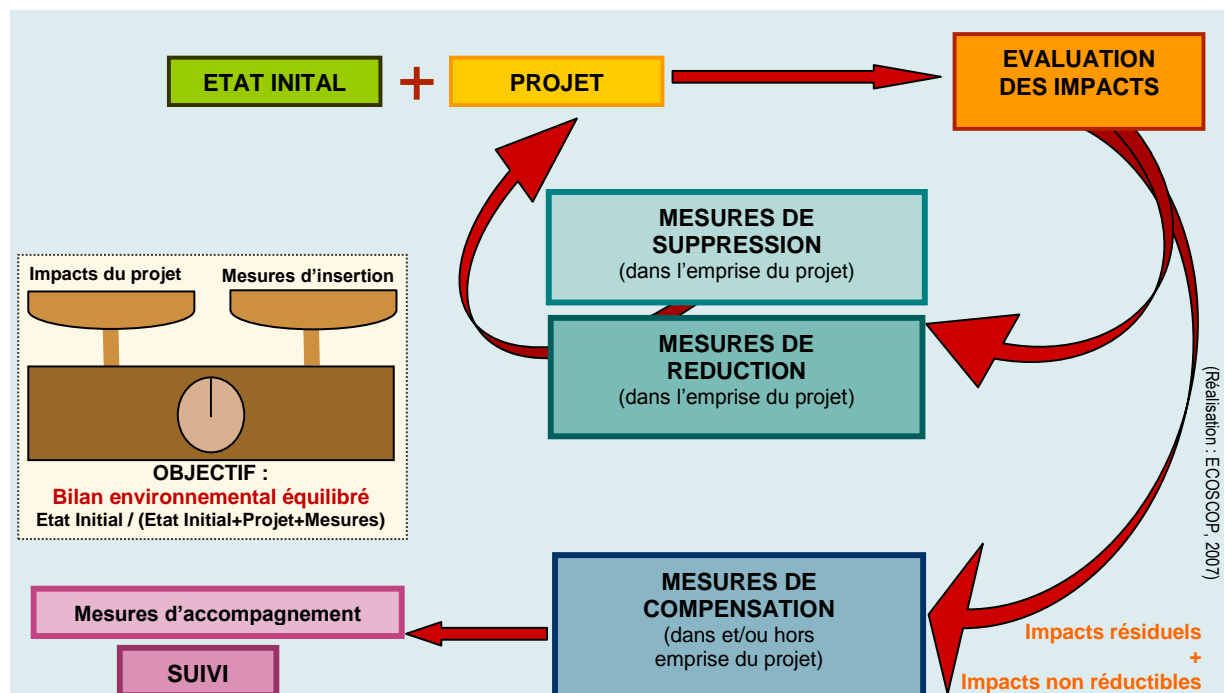 ETAT INITAL
+
PROJET
EVALUATION
DES IMPACTS
MESURES DE
SUPPRESSION
(dans l'emprise du projet)
MESURES DE
REDUCTION
(dans l'emprise du projet)
Impacts du projet
Mesures d'insertion
OBJECTIF :
Bilan environnemental équilibré
Etat Initial / (Etat Initial+Projet+Mesures)
(Réalisation : ECOSCOP, 2007)
MESURES DE
COMPENSATION
(dans et/ou hors
emprise du projet)
Impacts résiduels
+
Impacts non réductibles
Mesures d'accompagnement
SUIVI